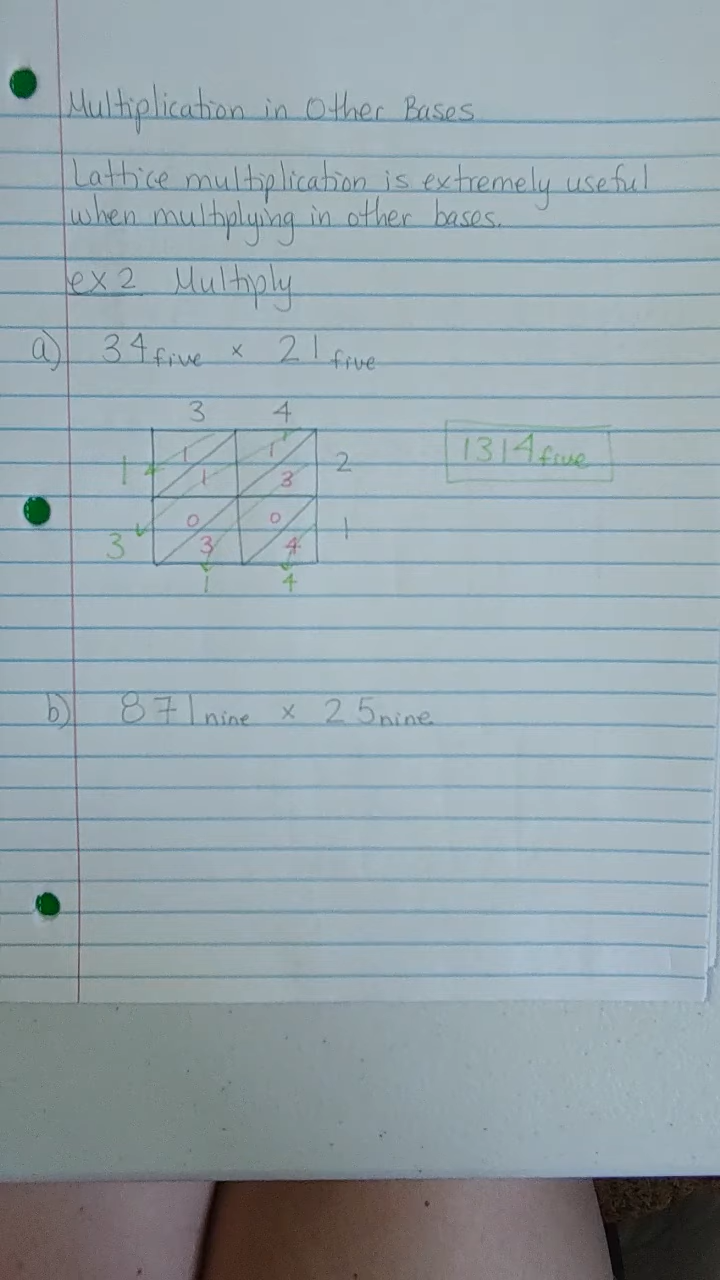 Multiplication in Other Bases
Lattice multiplication is extremely useful
when multiplying in other bases.
ex 2 Multiply
a) 34five × 21five
3 4
1 1 1 2
1 3
1314five
0 0 1
3 3 4
1 4
b) 871nine × 25nine